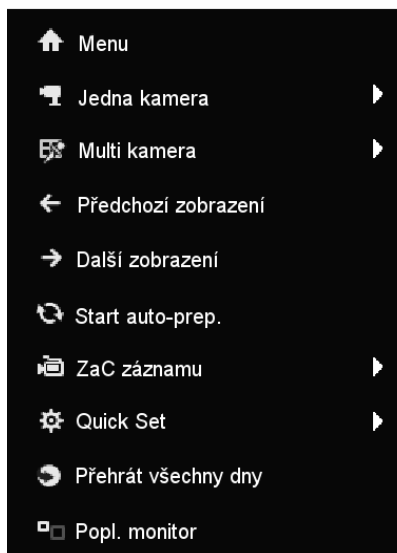 Menu
Jedna kamera
Multi kamera
Předchozí zobrazení
Další zobrazení
Start auto-prep.
ZaC záznamu
Quick Set
Přehrát všechny dny
Popl. monitor